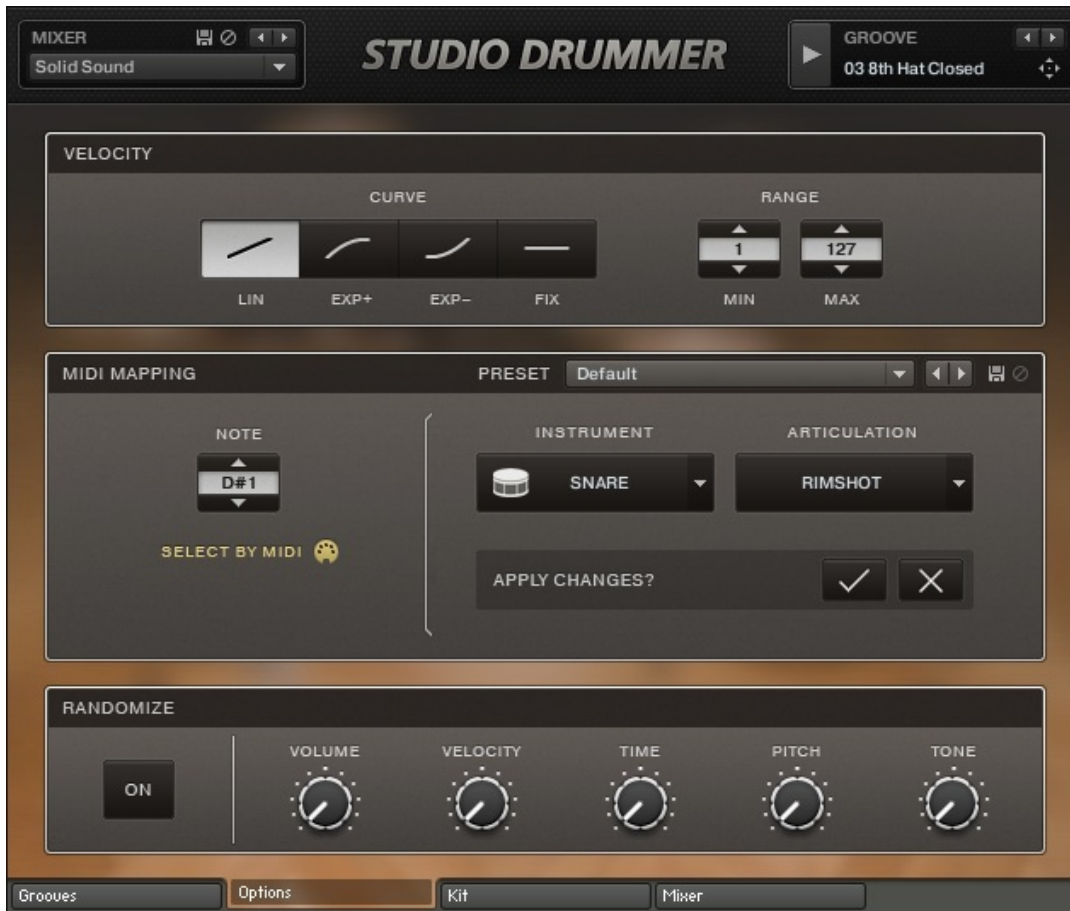 MIXER
Solid Sound
STUDIO DRUMMER
GROOVE
03 8th Hat Closed
VELOCITY
CURVE
RANGE
1
127
LIN
EXP+
EXP–
FIX
MIN
MAX
MIDI MAPPING
PRESET
Default
NOTE
D#1
SELECT BY MIDI
INSTRUMENT
ARTICULATION
SNARE
RIMSHOT
APPLY CHANGES?
RANDOMIZE
ON
VOLUME
VELOCITY
TIME
PITCH
TONE
Grooves
Options
Kit
Mixer